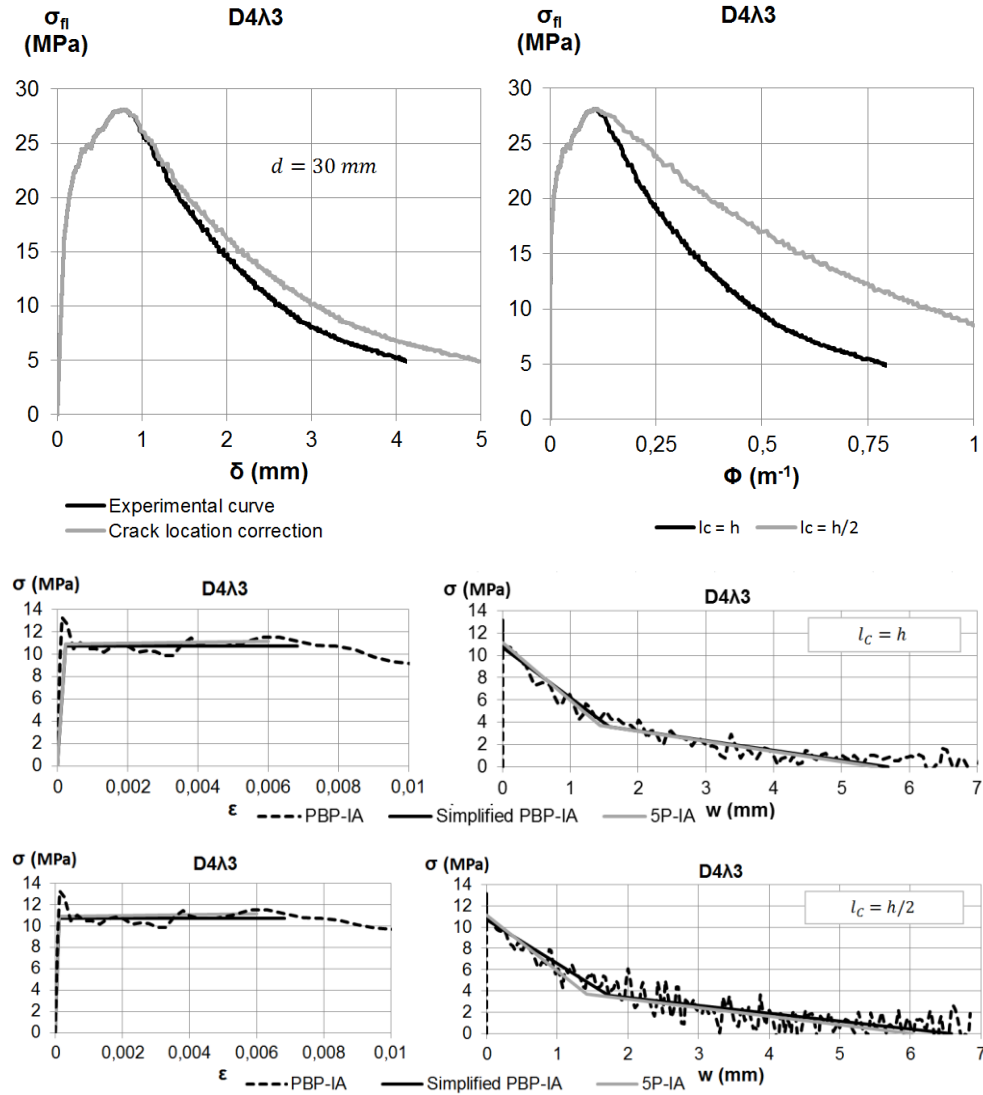 σfl
(MPa)
D4λ3
30
25
20
15
10
5
0
d = 30 mm
0 1 2 3 4 5
δ (mm)
Experimental curve
Crack location correction
σfl
(MPa)
D4λ3
30
25
20
15
10
5
0
0 0,25 0,5 0,75 1
Φ (m-1)
lc = h lc = h/2
σ (MPa)
D4λ3
14
12
10
8
6
4
2
0
0 0,002 0,004 0,006 0,008 0,01
ε
σ (MPa)
D4λ3
14
12
10
8
6
4
2
0
lC = h
0 1 2 3 4 5 6 7
w (mm)
PBP-IA Simplified PBP-IA 5P-IA
σ (MPa)
D4λ3
14
12
10
8
6
4
2
0
0 0,002 0,004 0,006 0,008 0,01
ε
σ (MPa)
D4λ3
14
12
10
8
6
4
2
0
lC = h/2
0 1 2 3 4 5 6 7
w (mm)
PBP-IA Simplified PBP-IA 5P-IA